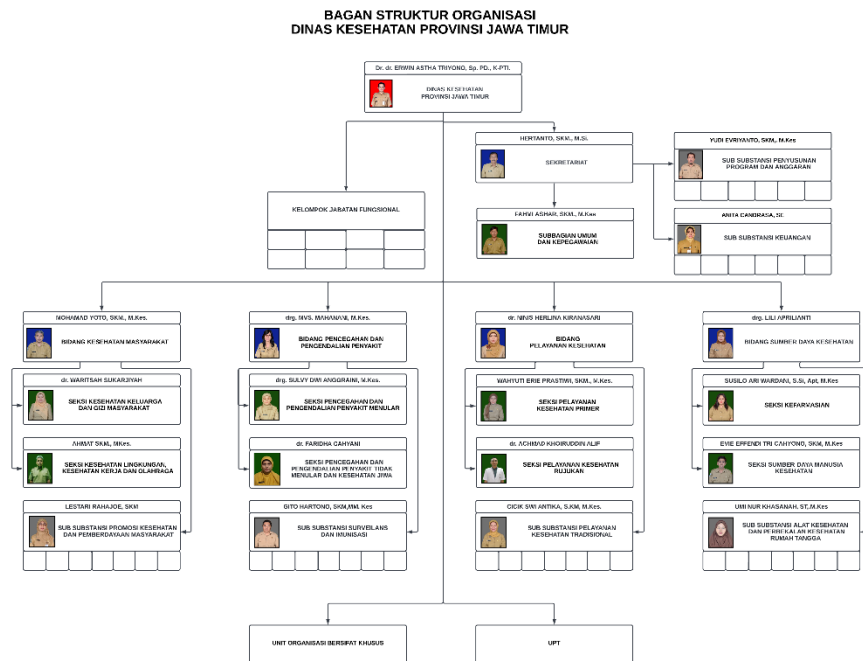 BAGAN STRUKTUR ORGANISASI
DINAS KESEHATAN PROVINSI JAWA TIMUR
Dr. dr. ERWIN ASTHA TRIYONO, Sp. PD., K-PTI.
DINAS KESEHATAN
PROVINSI JAWA TIMUR
HERTANTO, SKM., M.Si.
SEKRETARIAT
YUDI EVRIYANTO, SKM, M.Kes
SUB SUBSTANSI PENYUSUNAN
PROGRAM DAN ANGGARAN
KELOMPOK JABATAN FUNGSIONAL
FAHMI ASHAR, SKM., M.Kes
SUBBAGIAN UMUM
DAN KEPEGAWAIAN
ANITA CANDRASA, SE
SUB SUBSTANSI KEUANGAN
MOHAMAD YOTO, SKM., M.Kes.
BIDANG KESEHATAN MASYARAKAT
drg. MVS. MAHANANI, M.Kes.
BIDANG PENCEGAHAN DAN
PENGENDALIAN PENYAKIT
dr. NINIS HERLINA KIRANASARI
BIDANG
PELAYANAN KESEHATAN
drg. LILI APRILIANTI
BIDANG SUMBER DAYA KESEHATAN
dr. WARITSAH SUKARJIYAH
SEKSI KESEHATAN KELUARGA
DAN GIZI MASYARAKAT
drg. SULVY DWI ANGGRAINI, M.Kes.
SEKSI PENCEGAHAN DAN
PENGENDALIAN PENYAKIT MENULAR
WAHYUTI ERIE PRASTIWI, SKM., M.Kes.
SEKSI PELAYANAN
KESEHATAN PRIMER
SUSILO ARI WARDANI, S.Si, Apt, M.Kes
SEKSI KEFARMASIAN
AHMAT SKM., MKes.
SEKSI KESEHATAN LINGKUNGAN,
KESEHATAN KERJA DAN OLAHRAGA
dr. FARIDHA CAHYANI
SEKSI PENCEGAHAN DAN
PENGENDALIAN PENYAKIT TIDAK
MENULAR DAN KESEHATAN JIWA
dr. ACHMAD KHOIRUDDIN ALIF
SEKSI PELAYANAN KESEHATAN
RUJUKAN
EFFENDI TRI CAHYONO, SKM, M.Kes
SEKSI SUMBER DAYA MANUSIA
KESEHATAN
LESTARI RAHAJOE, SKM
SUB SUBSTANSI PROMOSI KESEHATAN
DAN PEMBERDAYAAN MASYARAKAT
GITO HARTONO, SKM,MM. Kes
SUB SUBSTANSI SURVEILANS
DAN IMUNISASI
CICIK SWI ANTIKA, S.KM, M.Kes.
SUB SUBSTANSI PELAYANAN
KESEHATAN TRADISIONAL
UMI NUR KHASANAH. ST,M.Kes
SUB SUBSTANSI ALAT KESEHATAN
DAN PERBEKALAN KESEHATAN
RUMAH TANGGA
UNIT ORGANISASI BERSIFAT KHUSUS
UPT